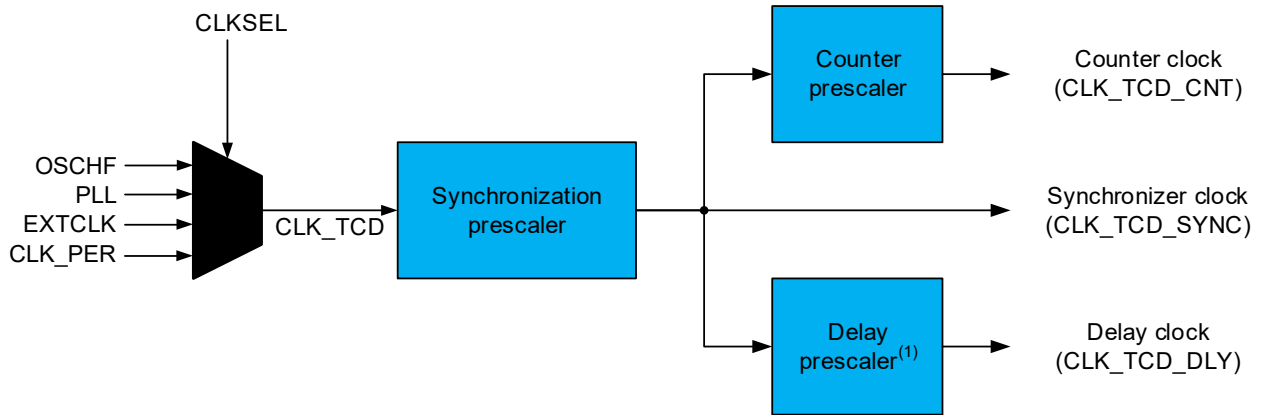 CLKSEL
OSCHF
PLL
EXTCLK
CLK_PER
CLK_TCD
Synchronization
prescaler
Counter
prescaler
Counter clock
(CLK_TCD_CNT)
Synchronizer clock
(CLK_TCD_SYNC)
Delay
prescaler(1)
Delay clock
(CLK_TCD_DLY)